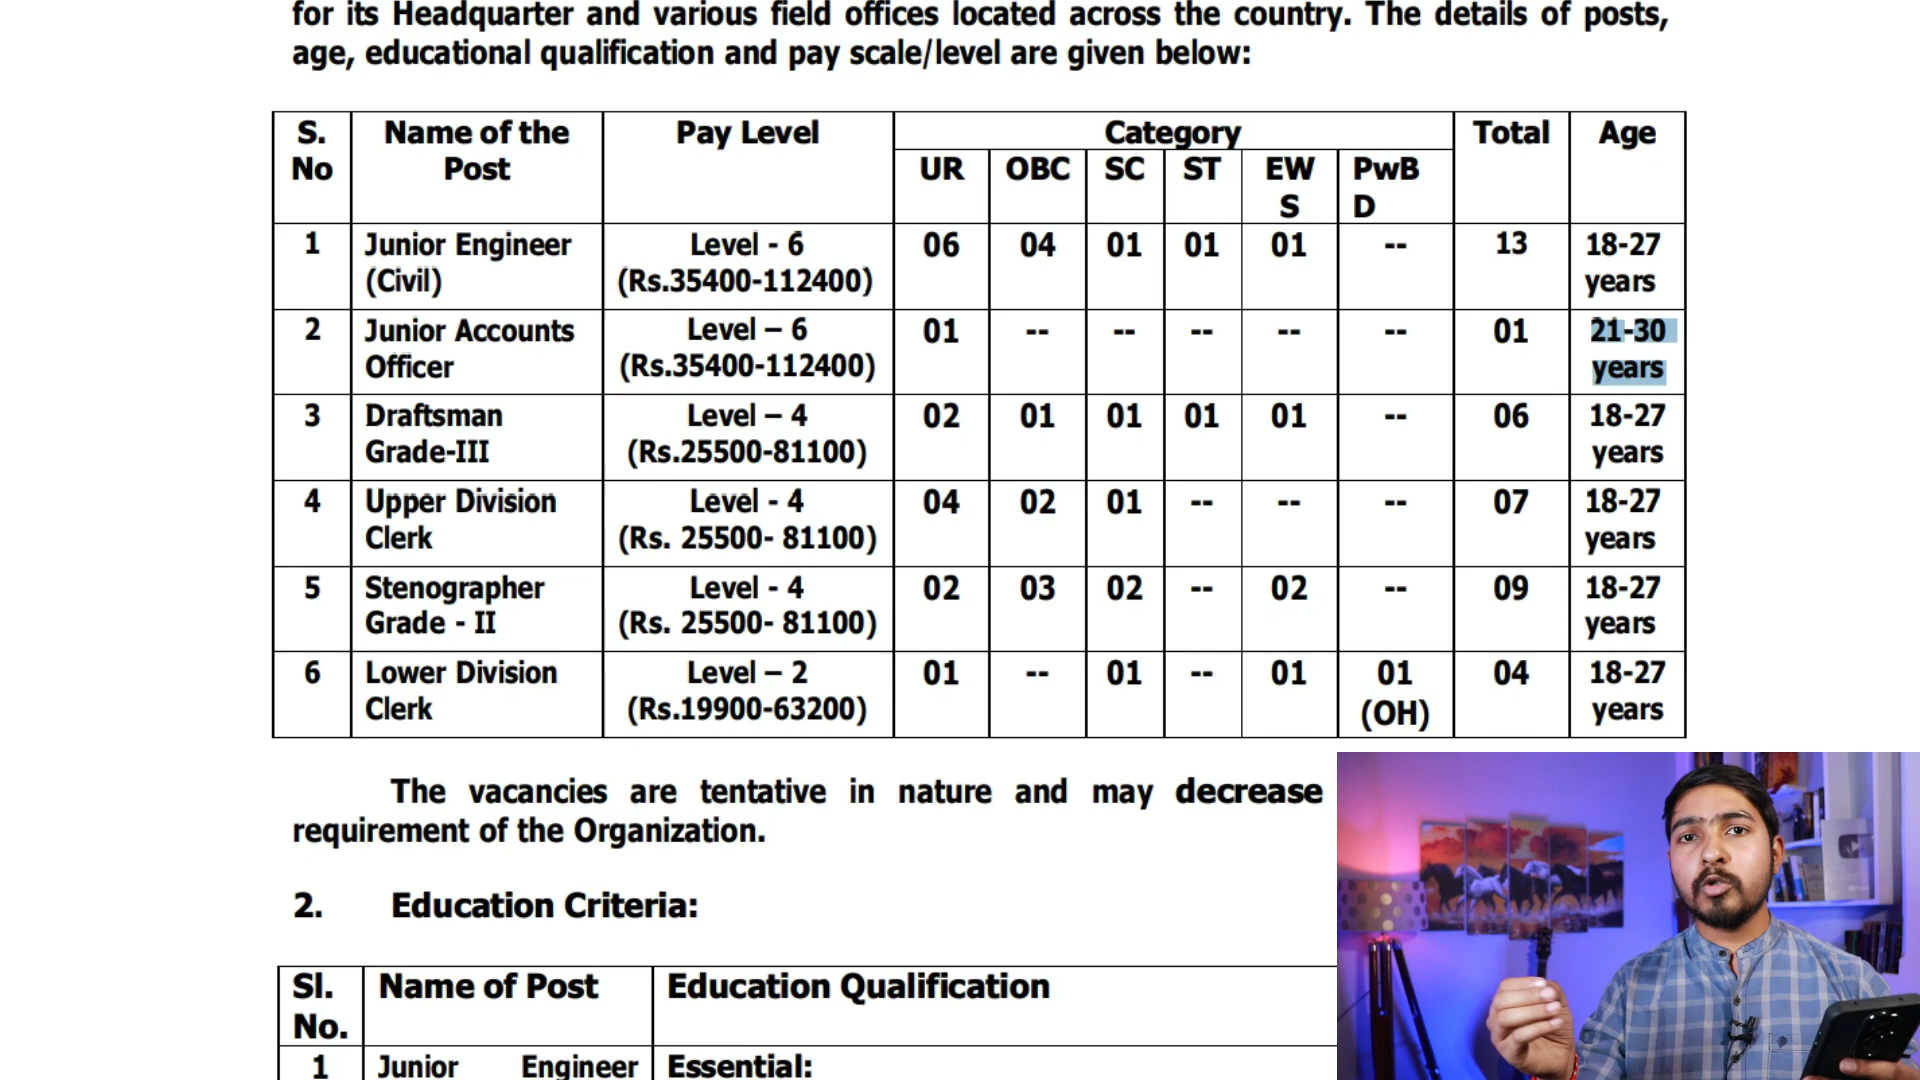 for its Headquarter and various field offices located across the country. The details of posts,
age, educational qualification and pay scale/level are given below:
S. No | Name of the Post | Pay Level | Category | Total | Age
UR | OBC | SC | ST | EWS | PwBD
1 | Junior Engineer (Civil) | Level - 6 (Rs.35400-112400) | 06 | 04 | 01 | 01 | 01 | -- | 13 | 18-27 years
2 | Junior Accounts Officer | Level – 6 (Rs.35400-112400) | 01 | -- | -- | -- | -- | -- | 01 | 21-30 years
3 | Draftsman Grade-III | Level – 4 (Rs.25500-81100) | 02 | 01 | 01 | 01 | 01 | -- | 06 | 18-27 years
4 | Upper Division Clerk | Level - 4 (Rs. 25500- 81100) | 04 | 02 | 01 | -- | -- | -- | 07 | 18-27 years
5 | Stenographer Grade - II | Level - 4 (Rs. 25500- 81100) | 02 | 03 | 02 | -- | 02 | -- | 09 | 18-27 years
6 | Lower Division Clerk | Level – 2 (Rs.19900-63200) | 01 | -- | 01 | -- | 01 | 01 (OH) | 04 | 18-27 years
The vacancies are tentative in nature and may decrease
requirement of the Organization.
2. Education Criteria:
Sl. No. | Name of Post | Education Qualification
1 | Junior Engineer | Essential: